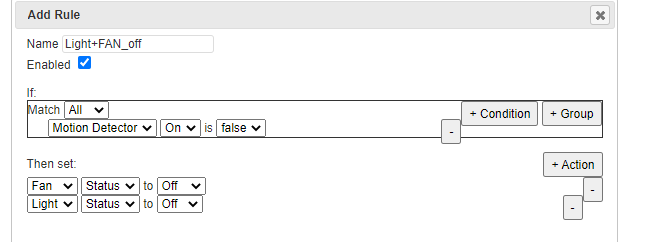 Add Rule
Name Light+FAN_off
Enabled
If:
Match All + Condition + Group
Motion Detector On is false -
Then set: + Action
Fan Status to Off -
Light Status to Off -